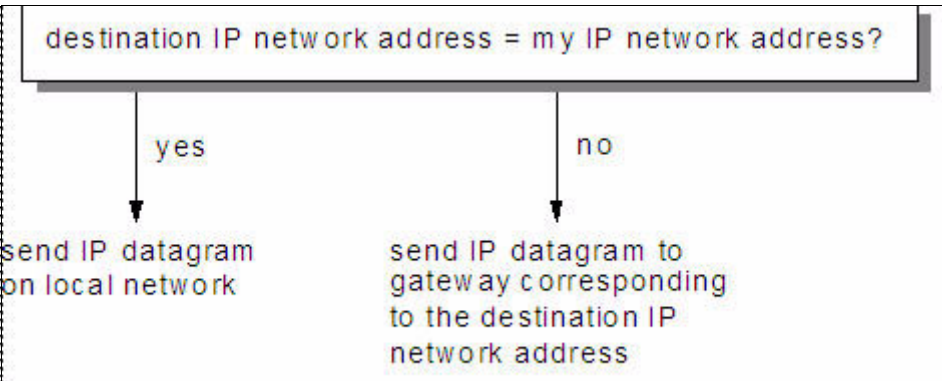 destination IP network address = my IP network address?
yes
no
send IP datagram
on local network
send IP datagram to
gateway corresponding
to the destination IP
network address